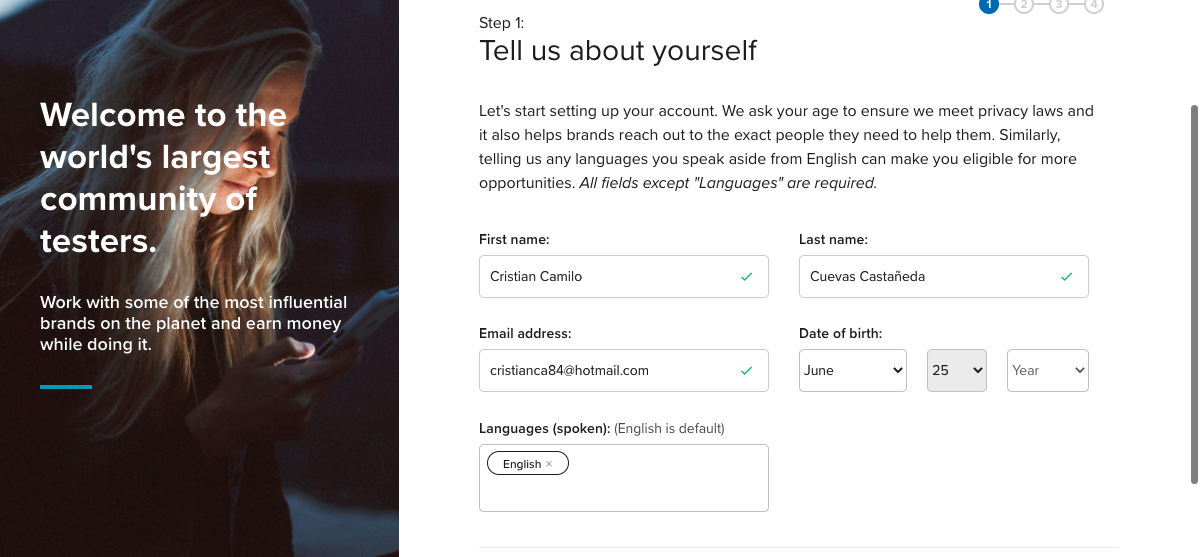 1 2 3 4
Step 1:
Tell us about yourself
Welcome to the
world's largest
community of
testers.
Work with some of the most influential
brands on the planet and earn money
while doing it.
Let's start setting up your account. We ask your age to ensure we meet privacy laws and
it also helps brands reach out to the exact people they need to help them. Similarly,
telling us any languages you speak aside from English can make you eligible for more
opportunities. All fields except "Languages" are required.
First name: Last name:
Cristian Camilo Cuevas Castañeda
Email address: Date of birth:
cristianca84@hotmail.com June 25 Year
Languages (spoken): (English is default)
English ×